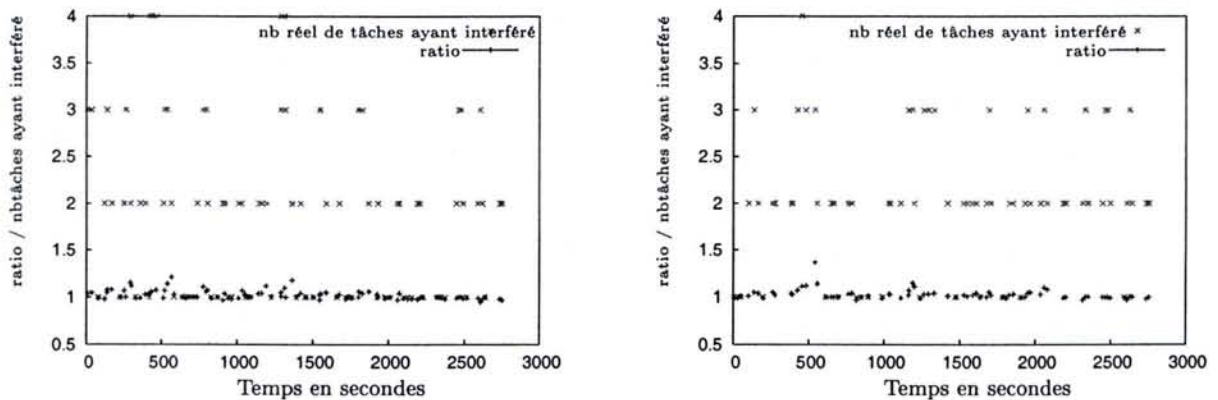 ratio / nbtâches ayant interféré
4
3.5
3
2.5
2
1.5
1
0.5
nb réel de tâches ayant interféré
ratio
0 500 1000 1500 2000 2500 3000
Temps en secondes
ratio / nbtâches ayant interféré
4
3.5
3
2.5
2
1.5
1
0.5
nb réel de tâches ayant interféré
ratio
0 500 1000 1500 2000 2500 3000
Temps en secondes